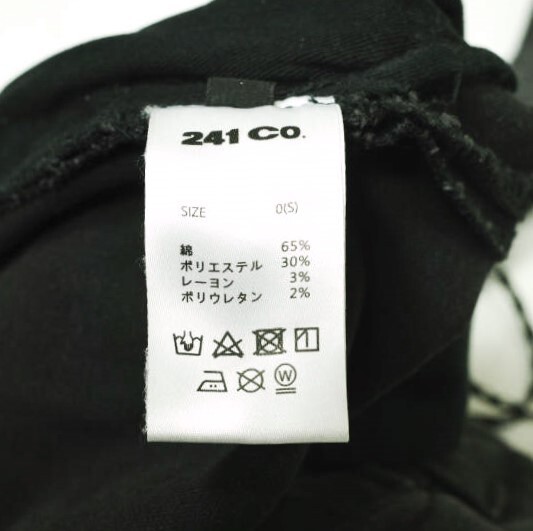 241 CO.
SIZE 0(S)
綿 65%
ポリエステル 30%
レーヨン 3%
ポリウレタン 2%
W